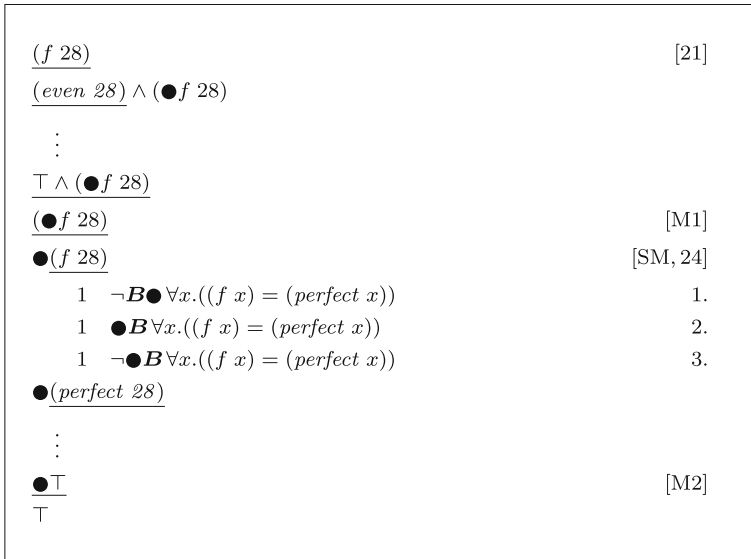 (f 28) [21]
(even 28) ∧ (●f 28)
⋮
⊤ ∧ (●f 28)
(●f 28) [M1]
●(f 28) [SM, 24]
1 ¬B● ∀x.((f x) = (perfect x)) 1.
1 ●B ∀x.((f x) = (perfect x)) 2.
1 ¬●B ∀x.((f x) = (perfect x)) 3.
●(perfect 28)
⋮
●⊤ [M2]
⊤